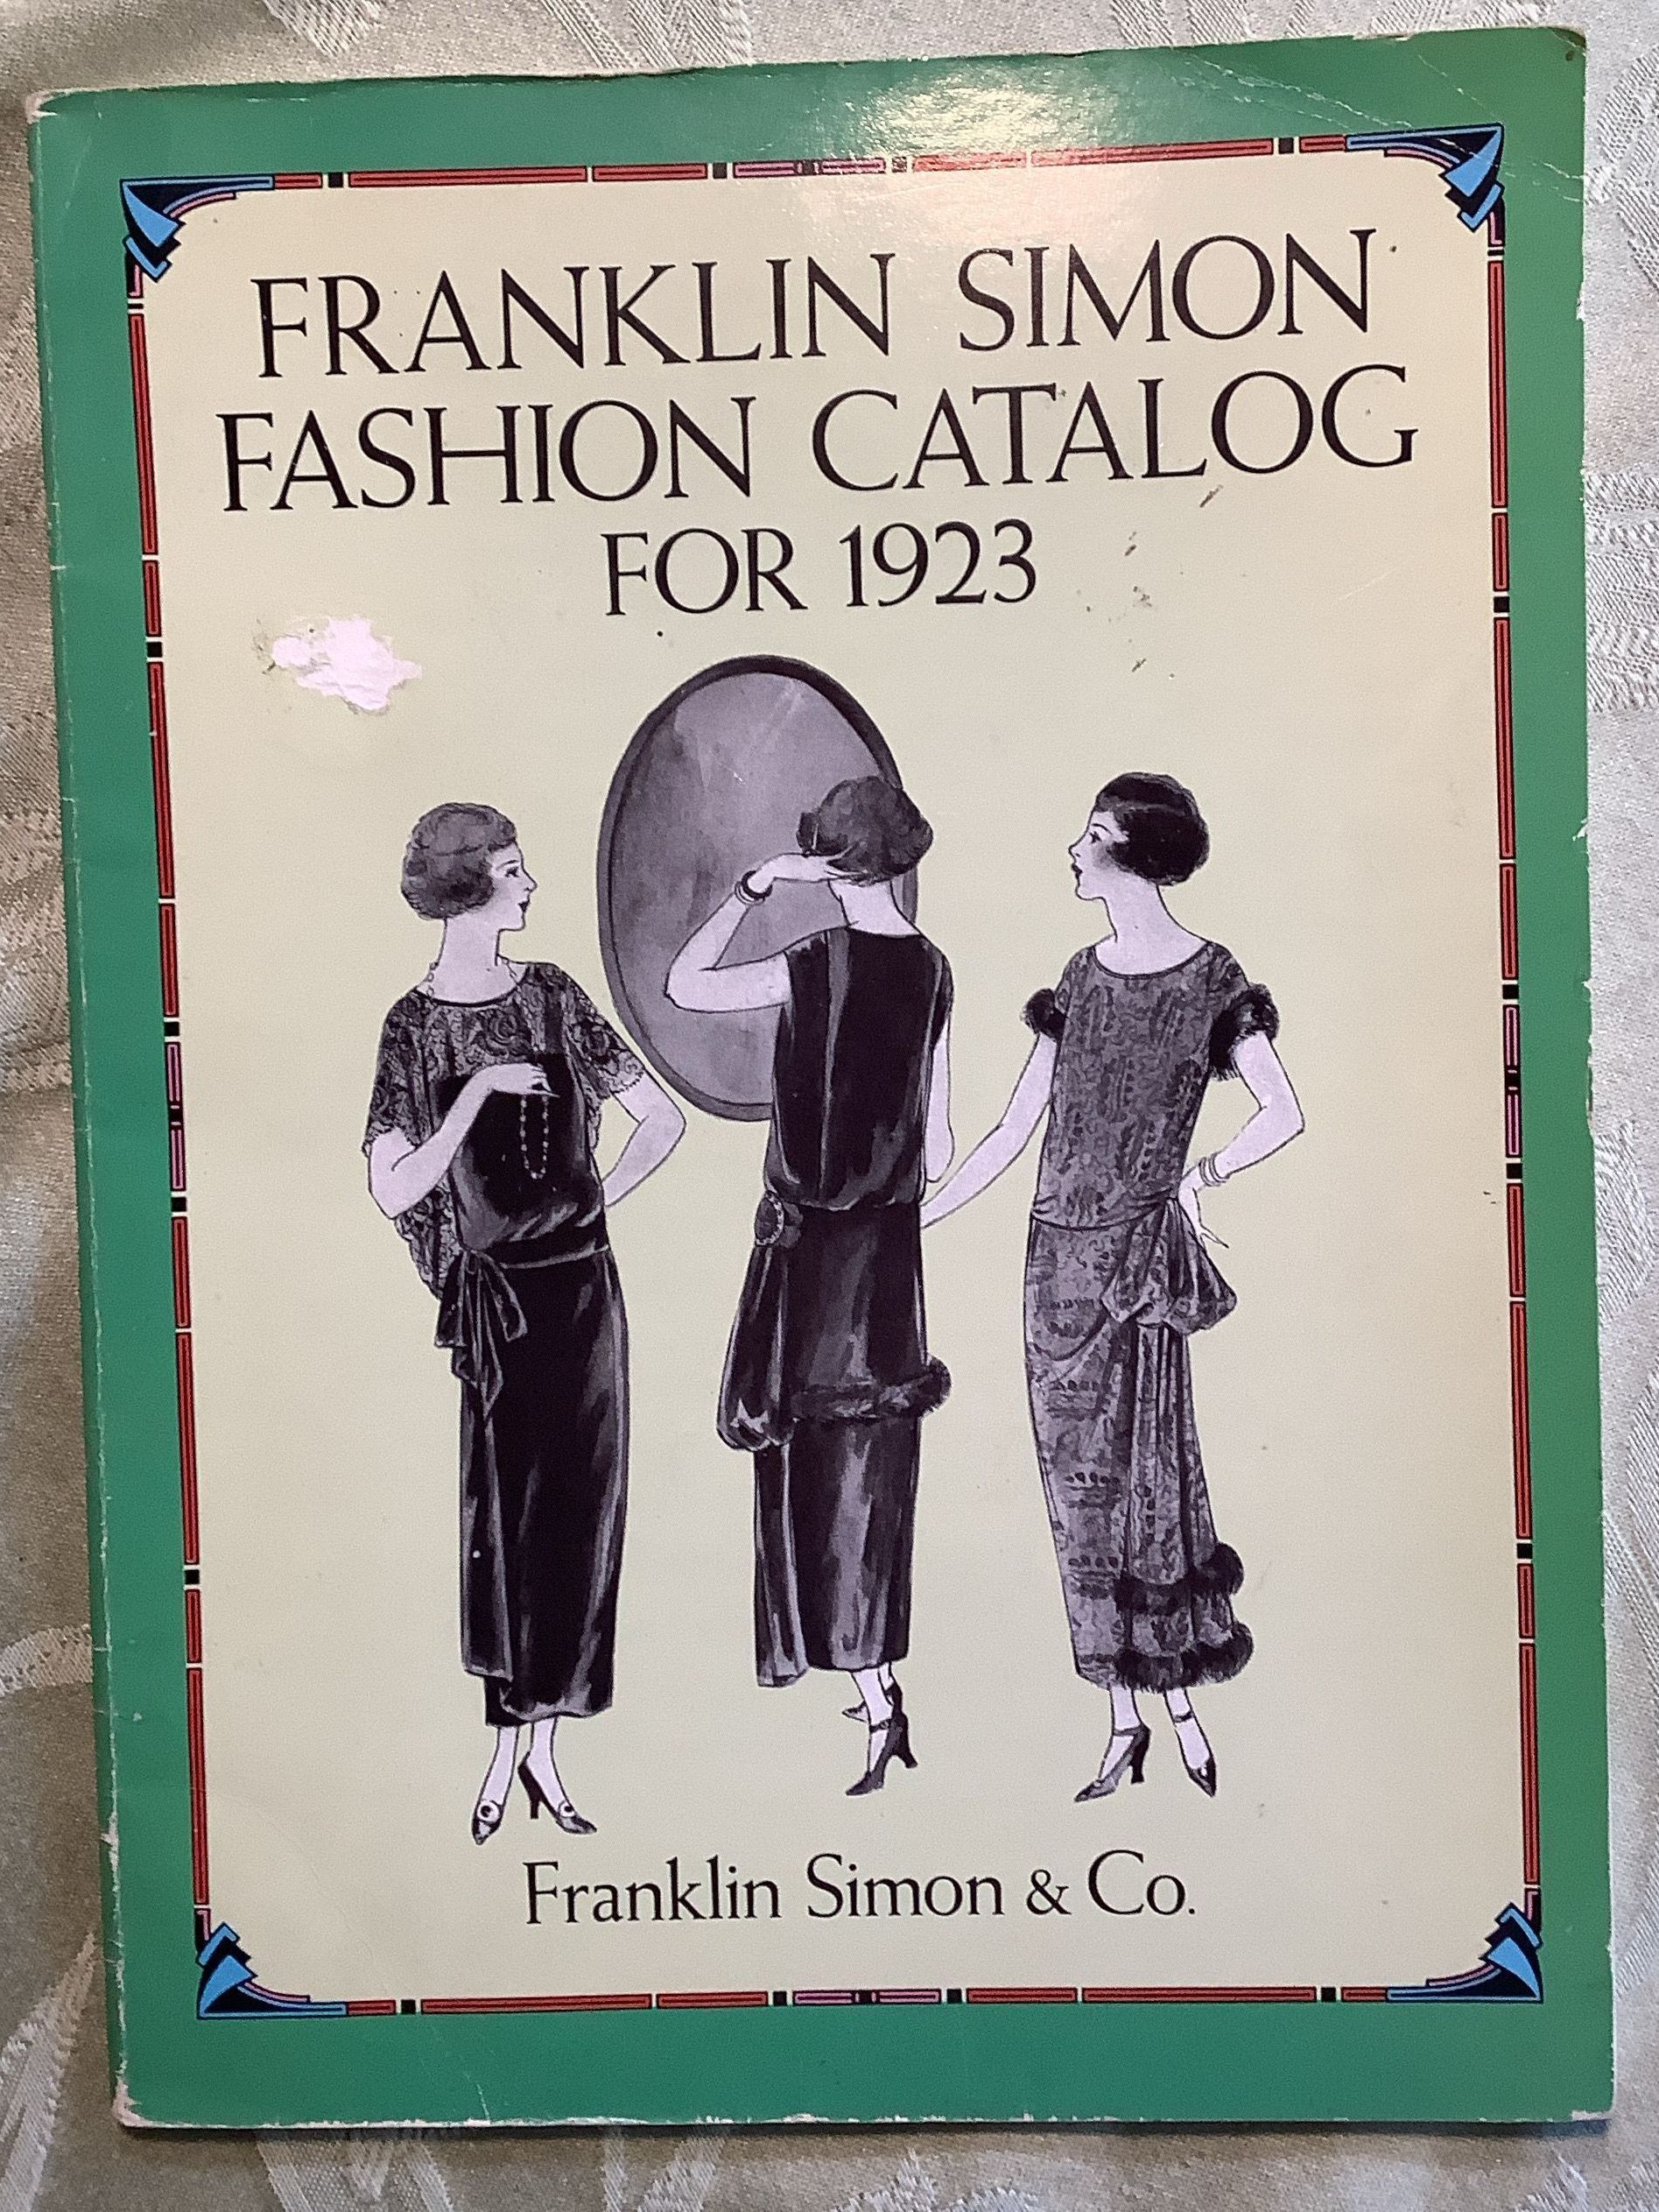 FRANKLIN SIMON
FASHION CATALOG
FOR 1923
Franklin Simon & Co.